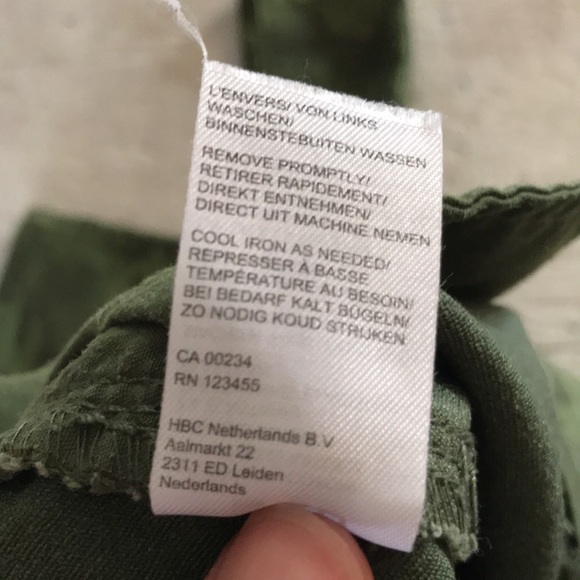 L'ENVERS/ VON LINKS
WASCHEN/
BINNENSTEBUITEN WASSEN
REMOVE PROMPTLY/
RETIRER RAPIDEMENT/
DIREKT ENTNEHMEN/
DIRECT UIT MACHINE NEMEN
COOL IRON AS NEEDED/
REPRESSER À BASSE
TEMPÉRATURE AU BESOIN/
BEI BEDARF KALT BÜGELN/
ZO NODIG KOUD STRIJKEN
CA 00234
RN 123455
HBC Netherlands B.V
Aalmarkt 22
2311 ED Leiden
Nederlands